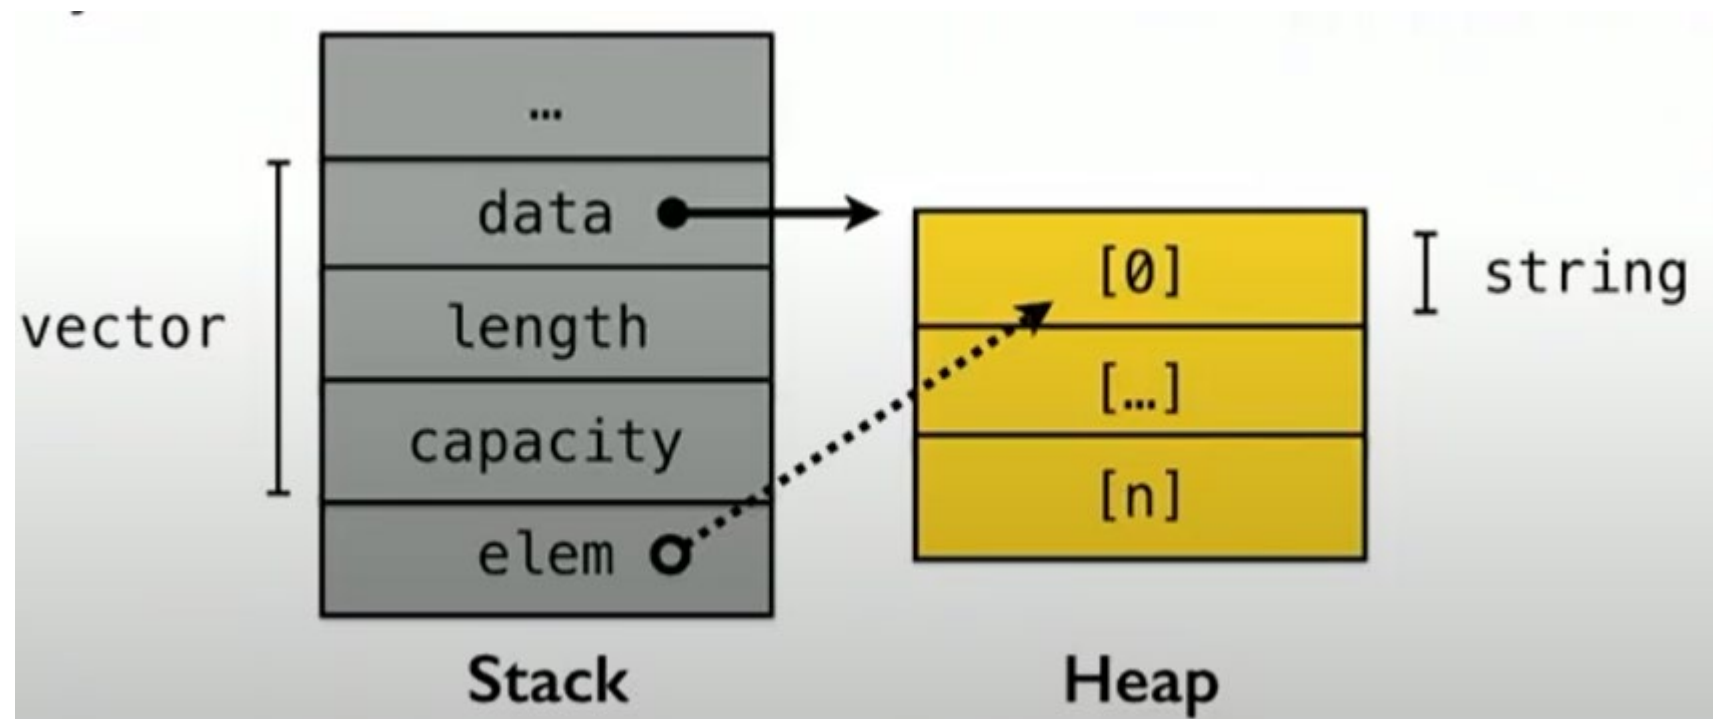 …
data
length
capacity
elem
vector
Stack
[0]
[…]
[n]
string
Heap